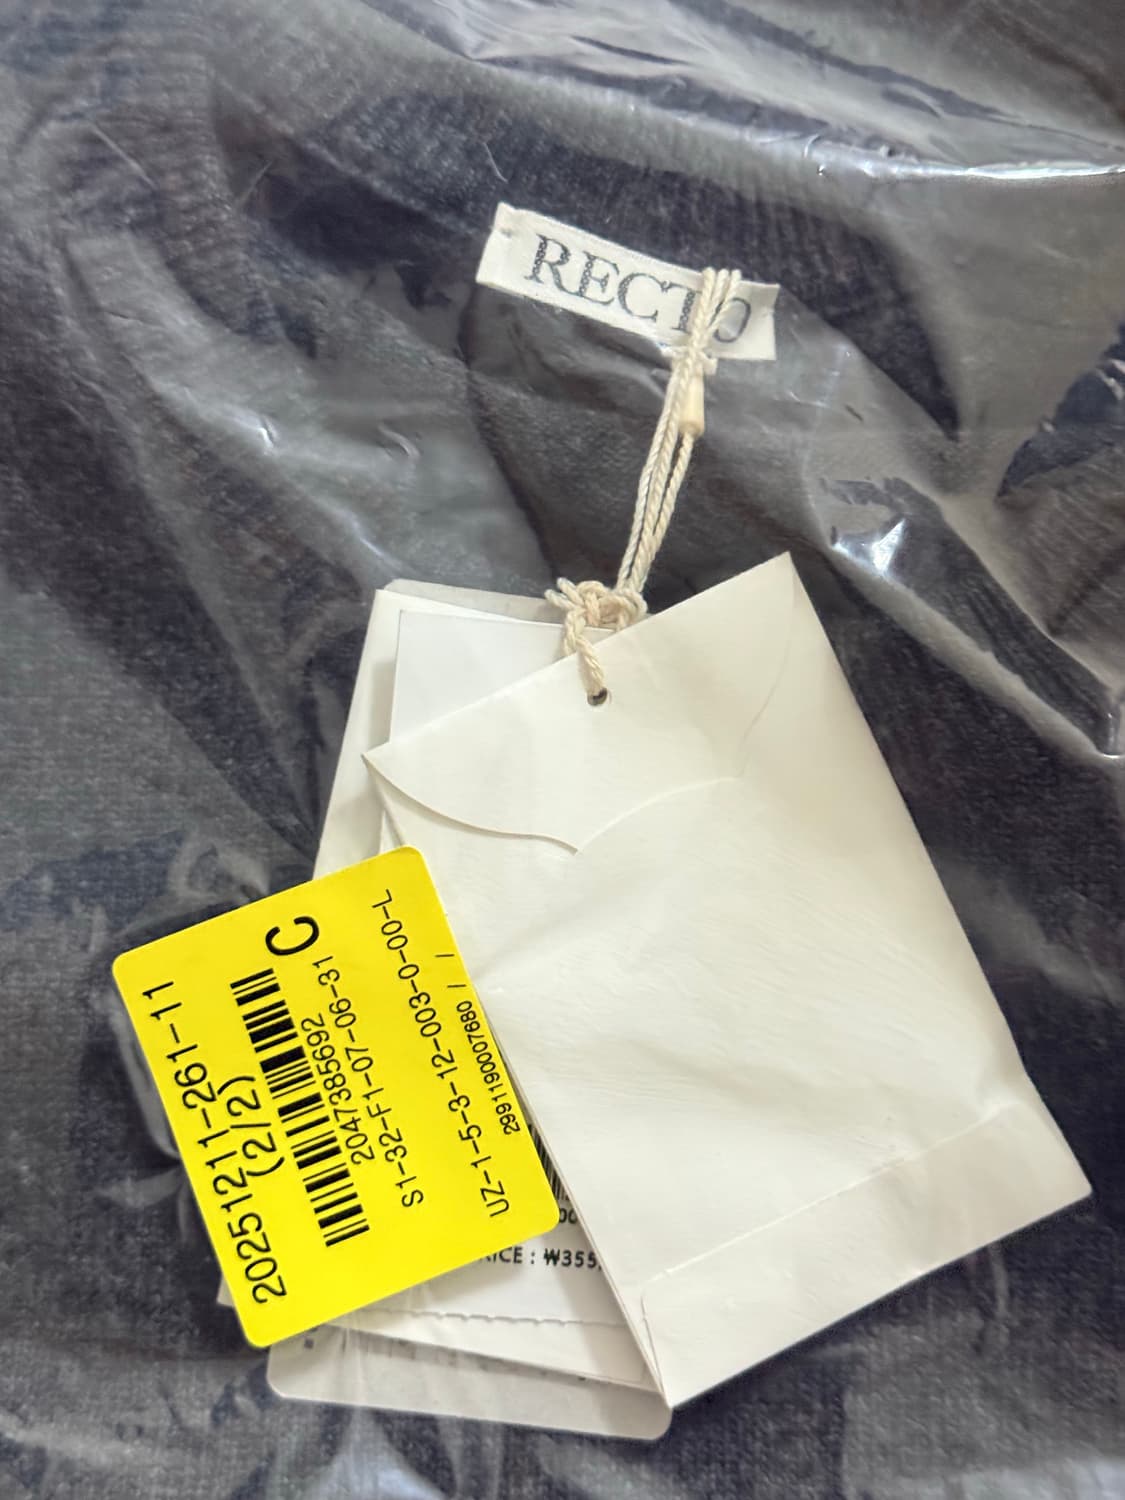 RECTO
20251211-261-11
(2/2)
C
2047385692
S1-32-F1-07-06-31
UZ-1-5-3-12-003-0-00-L
2991190007680 / /
RICE : ₩355,